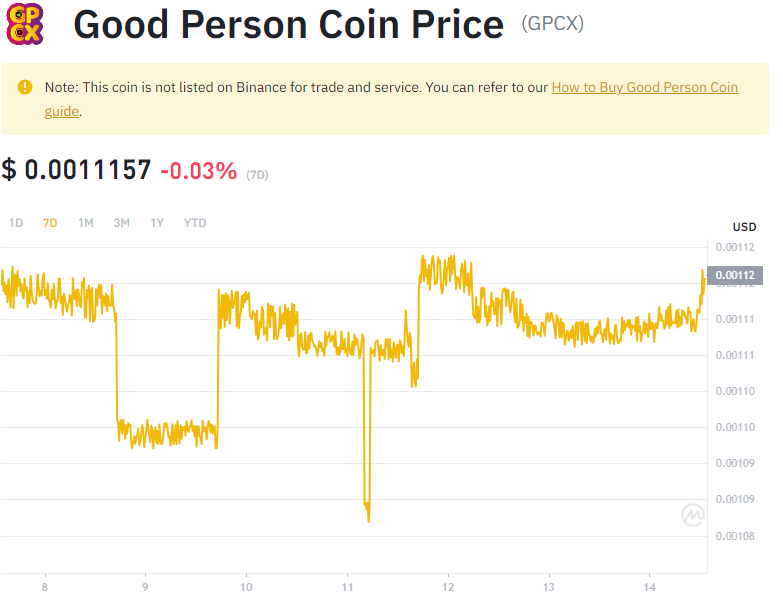 GP
CX
Good Person Coin Price (GPCX)
Note: This coin is not listed on Binance for trade and service. You can refer to our How to Buy Good Person Coin
guide.
$ 0.0011157 -0.03% (7D)
1D 7D 1M 3M 1Y YTD
USD
0.00112
0.00112
0.00111
0.00111
0.00110
0.00110
0.00109
0.00109
0.00108
8 9 10 11 12 13 14